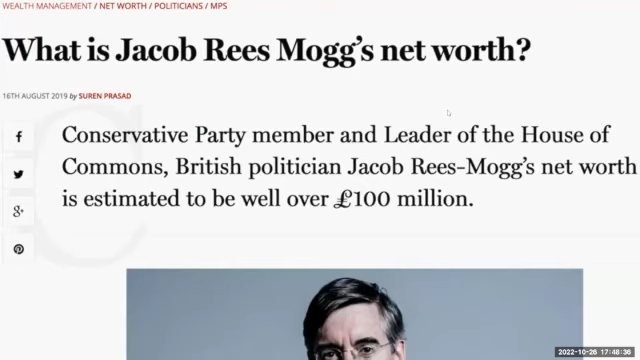 WEALTH MANAGEMENT / NET WORTH / POLITICIANS / MPS
What is Jacob Rees Mogg’s net worth?
16TH AUGUST 2019 by SUREN PRASAD
Conservative Party member and Leader of the House of
Commons, British politician Jacob Rees-Mogg’s net worth
is estimated to be well over £100 million.
2022-10-26 17:48:36